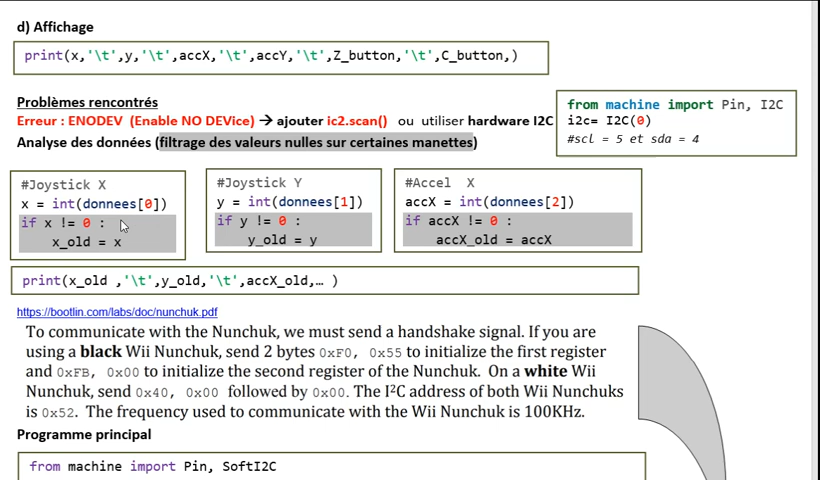 d) Affichage
print(x,'\t',y,'\t',accX,'\t',accY,'\t',Z_button,'\t',C_button,)
Problèmes rencontrés
Erreur : ENODEV (Enable NO DEVice) → ajouter ic2.scan() ou utiliser hardware I2C
from machine import Pin, I2C
i2c= I2C(0)
#scl = 5 et sda = 4
Analyse des données (filtrage des valeurs nulles sur certaines manettes)
#Joystick X
x = int(donnees[0])
if x != 0 :
x_old = x
#Joystick Y
y = int(donnees[1])
if y != 0 :
y_old = y
#Accel X
accX = int(donnees[2])
if accX != 0 :
accX_old = accX
print(x_old ,'\t',y_old,'\t',accX_old,… )
https://bootlin.com/labs/doc/nunchuk.pdf
To communicate with the Nunchuk, we must send a handshake signal. If you are
using a black Wii Nunchuk, send 2 bytes 0xF0, 0x55 to initialize the first register
and 0xFB, 0x00 to initialize the second register of the Nunchuk. On a white Wii
Nunchuk, send 0x40, 0x00 followed by 0x00. The I²C address of both Wii Nunchuks
is 0x52. The frequency used to communicate with the Wii Nunchuk is 100KHz.
Programme principal
from machine import Pin, SoftI2C